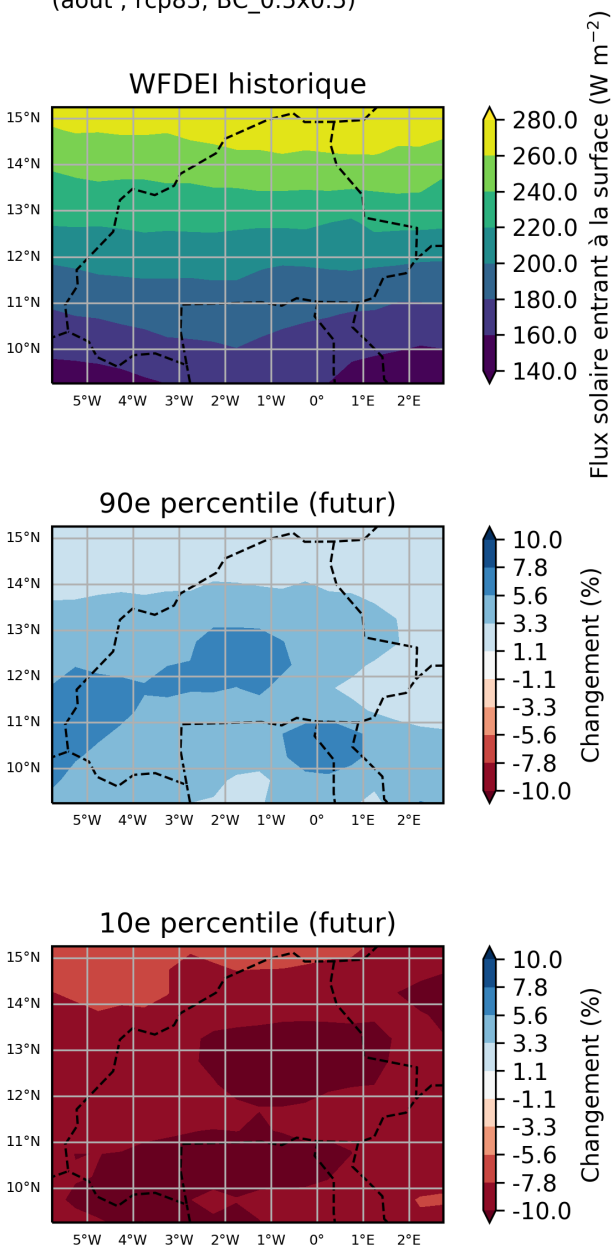 (août , rcp85, BC_0.5x0.5)
WFDEI historique
15°N
14°N
13°N
12°N
11°N
10°N
5°W 4°W 3°W 2°W 1°W 0° 1°E 2°E
280.0
260.0
240.0
220.0
200.0
180.0
160.0
140.0
Flux solaire entrant à la surface (W m⁻²)
90e percentile (futur)
15°N
14°N
13°N
12°N
11°N
10°N
5°W 4°W 3°W 2°W 1°W 0° 1°E 2°E
10.0
7.8
5.6
3.3
1.1
-1.1
-3.3
-5.6
-7.8
-10.0
Changement (%)
10e percentile (futur)
15°N
14°N
13°N
12°N
11°N
10°N
5°W 4°W 3°W 2°W 1°W 0° 1°E 2°E
10.0
7.8
5.6
3.3
1.1
-1.1
-3.3
-5.6
-7.8
-10.0
Changement (%)